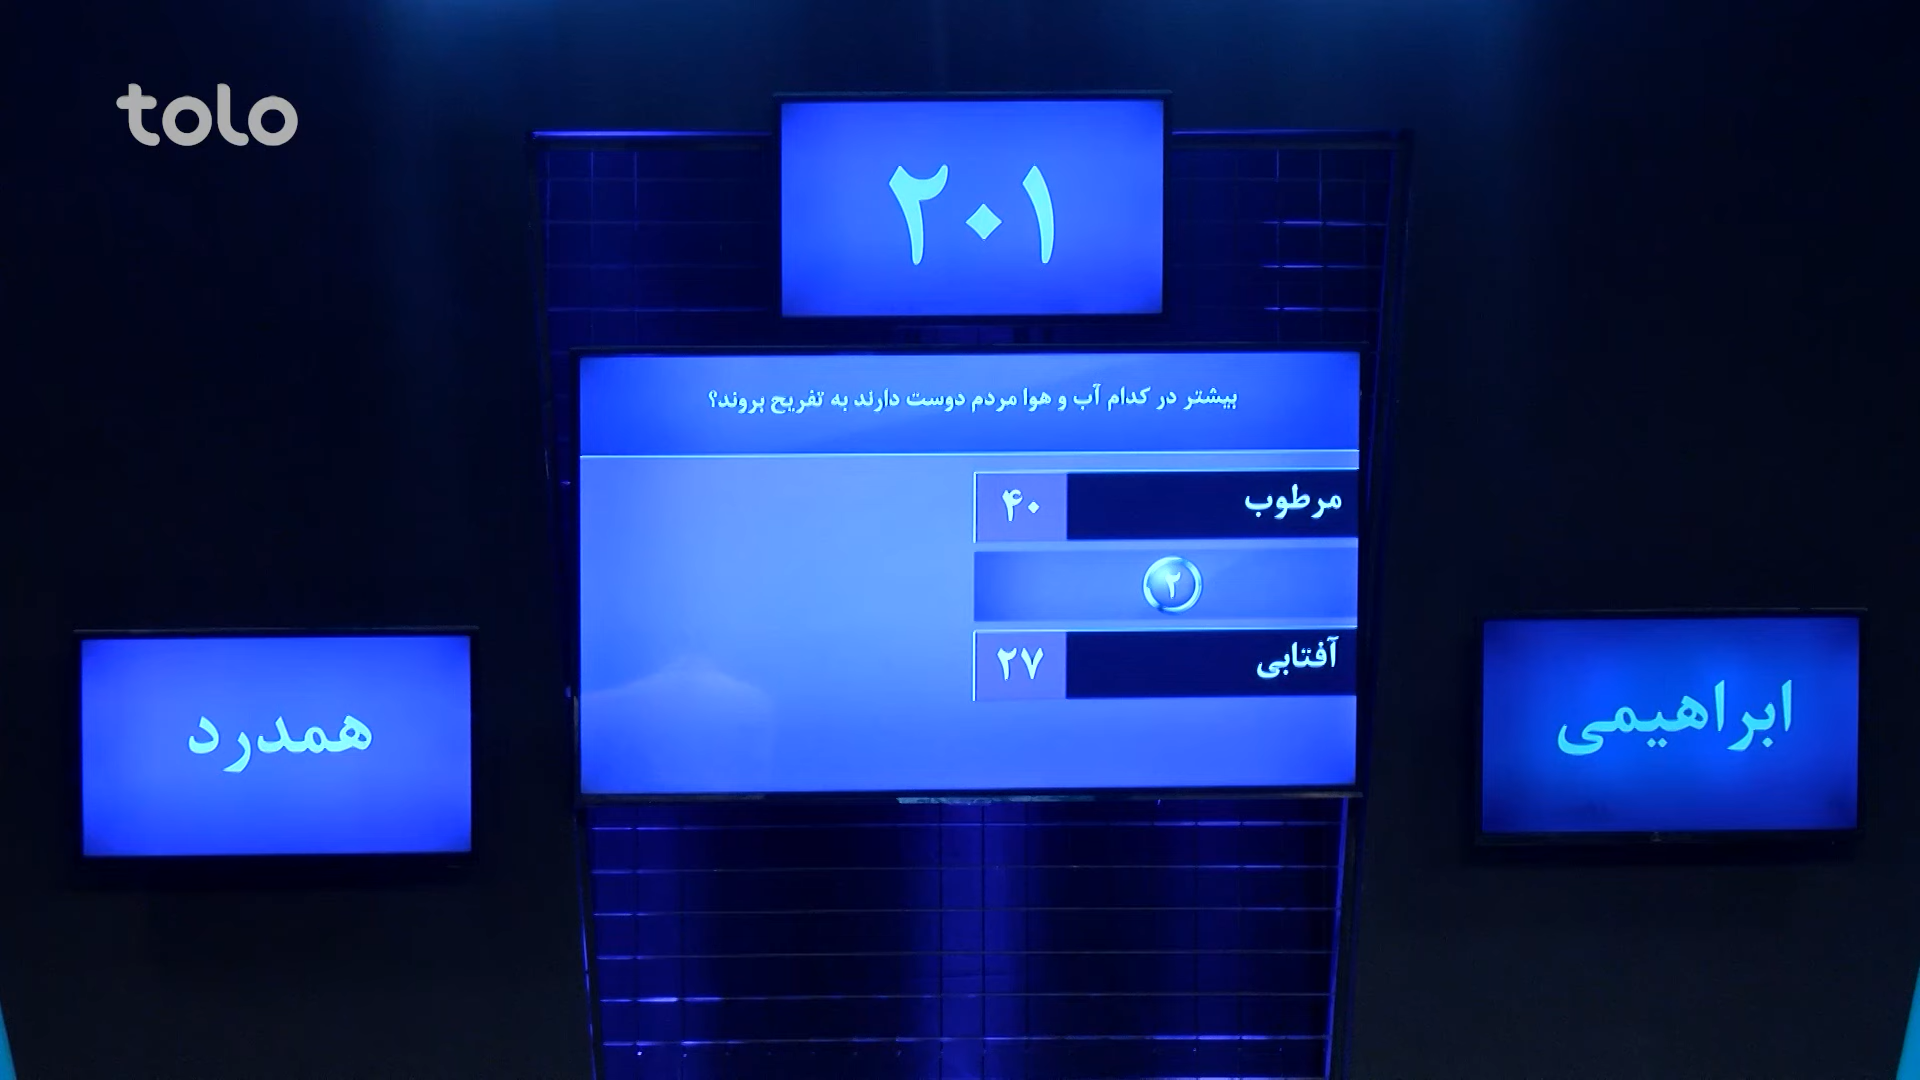 tolo
۲۰۱
بیشتر در کدام آب و هوا مردم دوست دارند به تفریح بروند؟
مرطوب ۴۰
۲
آفتابی ۲۷
ابراهیمی
همدرد